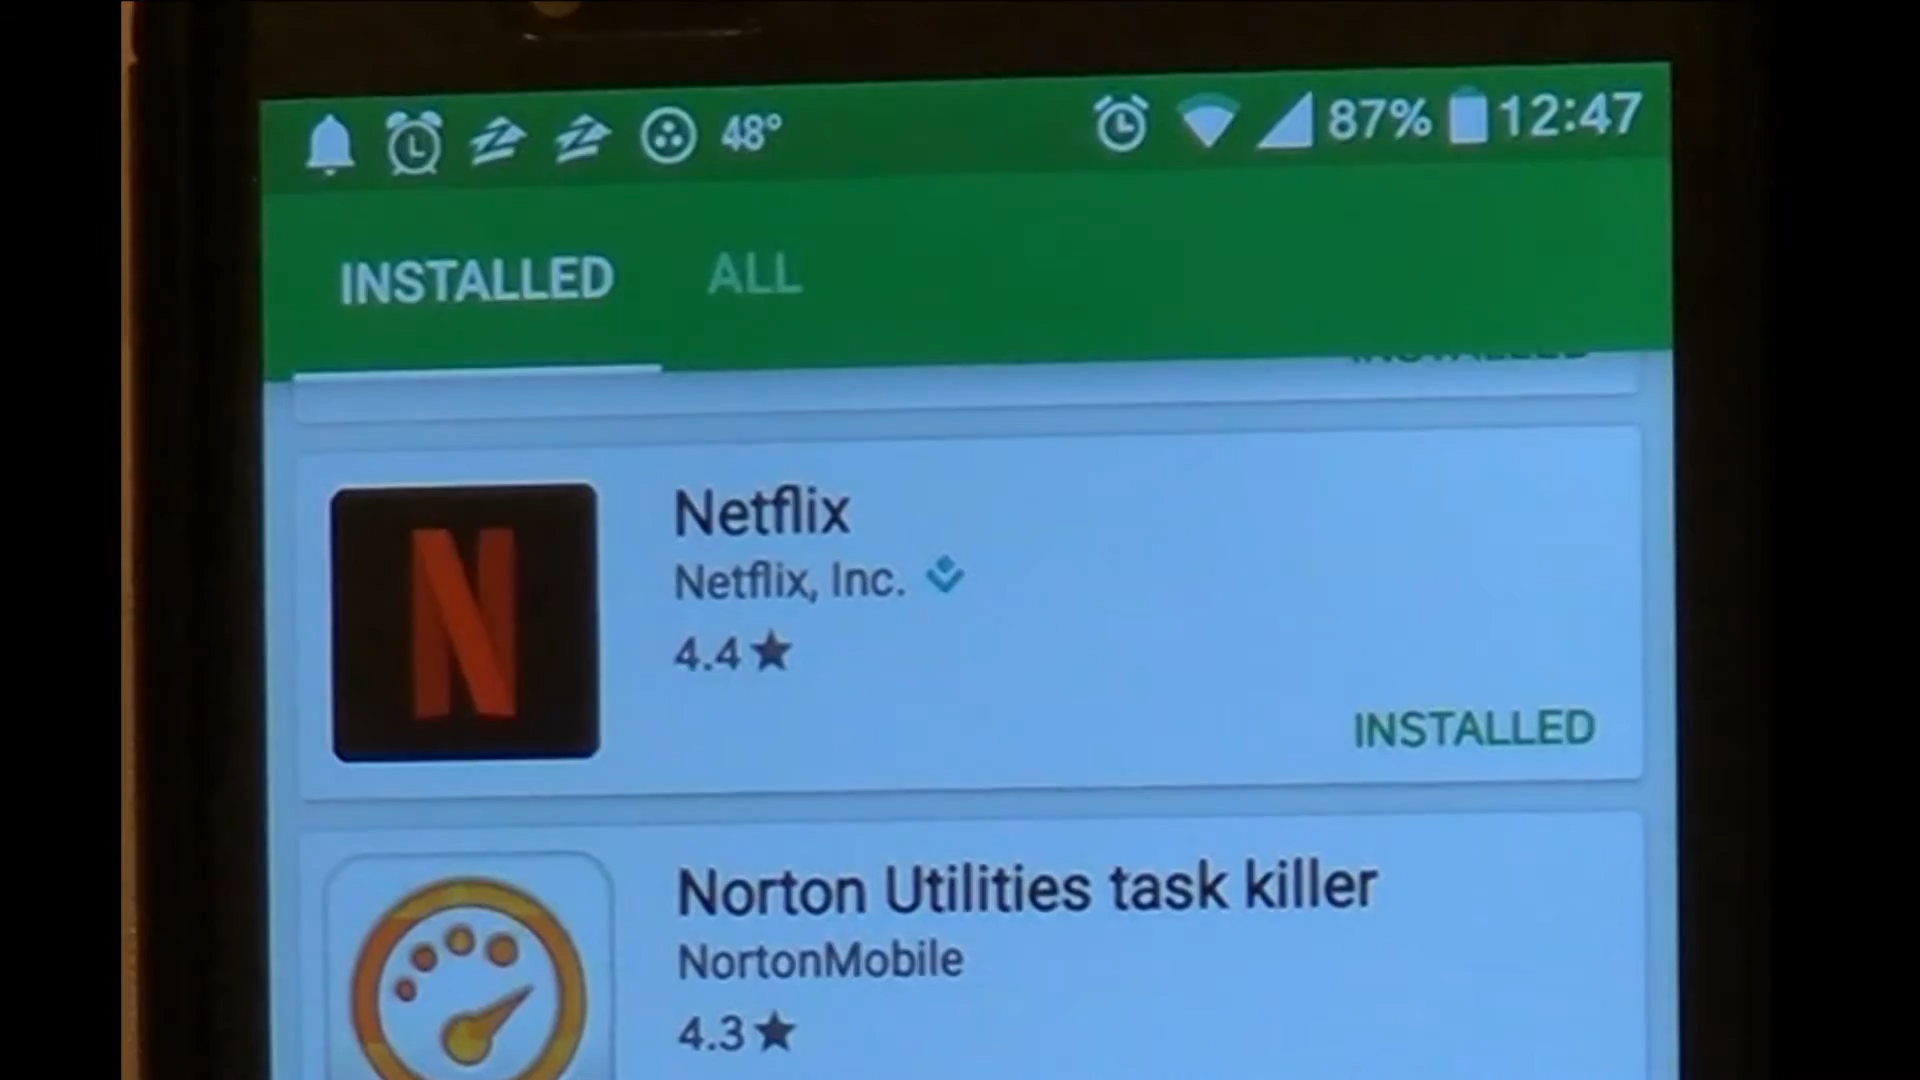 48° 87% 12:47
INSTALLED ALL
INSTALLED
Netflix
Netflix, Inc.
4.4★
INSTALLED
Norton Utilities task killer
NortonMobile
4.3★